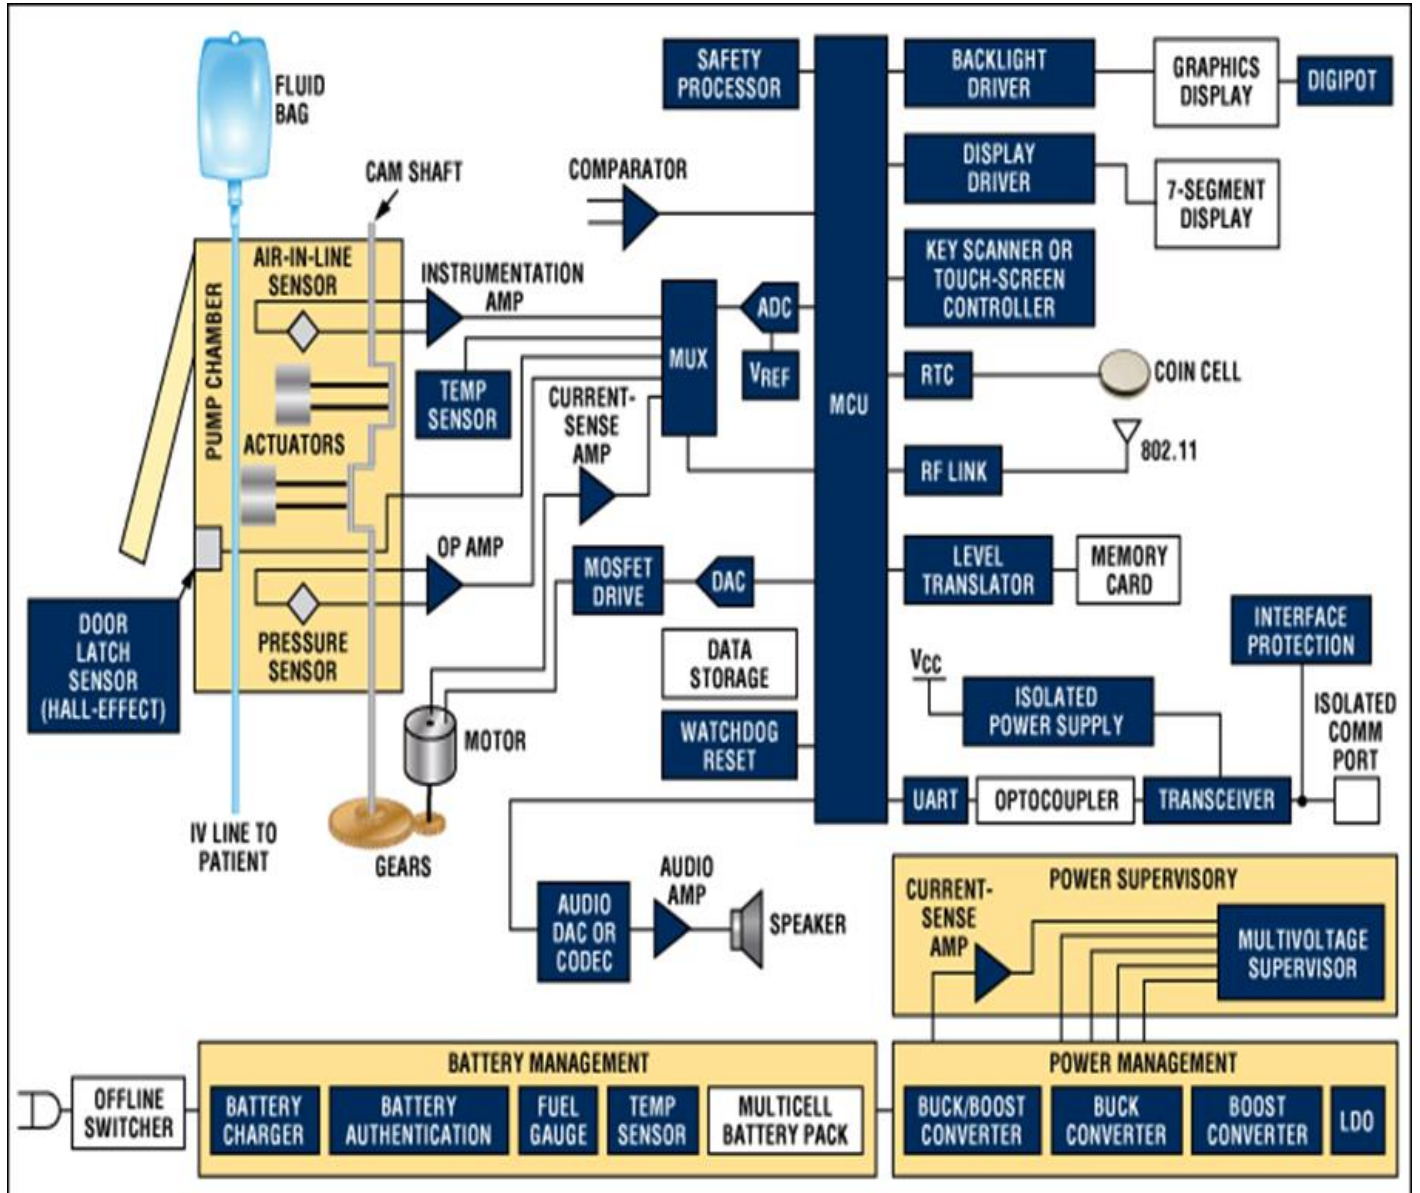 FLUID
BAG
CAM SHAFT
PUMP CHAMBER
AIR-IN-LINE
SENSOR
ACTUATORS
PRESSURE
SENSOR
DOOR
LATCH
SENSOR
(HALL-EFFECT)
IV LINE TO
PATIENT
INSTRUMENTATION
AMP
TEMP
SENSOR
OP AMP
CURRENT-
SENSE
AMP
MOTOR
GEARS
COMPARATOR
SAFETY
PROCESSOR
MUX
ADC
VREF
MOSFET
DRIVE
DAC
DATA
STORAGE
WATCHDOG
RESET
AUDIO
DAC OR
CODEC
AUDIO
AMP
SPEAKER
MCU
BACKLIGHT
DRIVER
GRAPHICS
DISPLAY
DIGIPOT
DISPLAY
DRIVER
7-SEGMENT
DISPLAY
KEY SCANNER OR
TOUCH-SCREEN
CONTROLLER
RTC
COIN CELL
RF LINK
802.11
LEVEL
TRANSLATOR
MEMORY
CARD
INTERFACE
PROTECTION
VCC
ISOLATED
POWER SUPPLY
ISOLATED
COMM
PORT
UART
OPTOCOUPLER
TRANSCEIVER
POWER SUPERVISORY
CURRENT-
SENSE
AMP
MULTIVOLTAGE
SUPERVISOR
OFFLINE
SWITCHER
BATTERY MANAGEMENT
BATTERY
CHARGER
BATTERY
AUTHENTICATION
FUEL
GAUGE
TEMP
SENSOR
MULTICELL
BATTERY PACK
POWER MANAGEMENT
BUCK/BOOST
CONVERTER
BUCK
CONVERTER
BOOST
CONVERTER
LDO